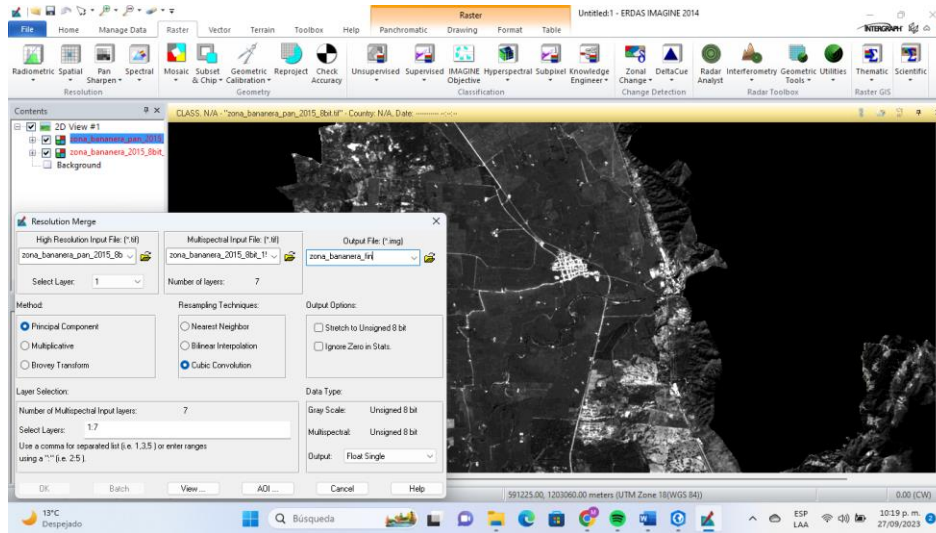 Raster
Untitled:1 - ERDAS IMAGINE 2014
File Home Manage Data Raster Vector Terrain Toolbox Help Panchromatic Drawing Format Table
INTERGRAPH
Radiometric Spatial Pan Sharpen Spectral Mosaic Subset & Chip Geometric Calibration Reproject Check Accuracy Unsupervised Supervised IMAGINE Objective Hyperspectral Subpixel Knowledge Engineer Zonal Change DeltaCue Radar Analyst Interferometry Geometric Tools Utilities Thematic Scientific
Resolution Geometry Classification Change Detection Radar Toolbox Raster GIS
Contents
CLASS. N/A - "zona_bananera_pan_2015_8bit.tif" - Country: N/A, Date:
2D View #1
zona_bananera_pan_2015
zona_bananera_2015_8bit_
Background
Resolution Merge
High Resolution Input File: (*.tif) Multispectral Input File: (*.tif) Output File: (*.img)
zona_bananera_pan_2015_8b zona_bananera_2015_8bit_1! zona_bananera_fin
Select Layer: 1 Number of layers: 7
Method: Resampling Techniques: Output Options:
Principal Component Nearest Neighbor Stretch to Unsigned 8 bit
Multiplicative Bilinear Interpolation Ignore Zero in Stats.
Brovey Transform Cubic Convolution
Layer Selection: Data Type:
Number of Multispectral Input layers: 7 Gray Scale: Unsigned 8 bit
Select Layers: 1:7 Multispectral: Unsigned 8 bit
Use a comma for separated list (i.e. 1,3,5 ) or enter ranges
using a ":" (i.e. 2:5 ). Output: Float Single
OK Batch View ... AOI ... Cancel Help
591225.00, 1203060.00 meters (UTM Zone 18(WGS 84)) 0.00 (CW)
13°C Búsqueda ESP 10:19 p. m.
Despejado LAA 27/09/2023